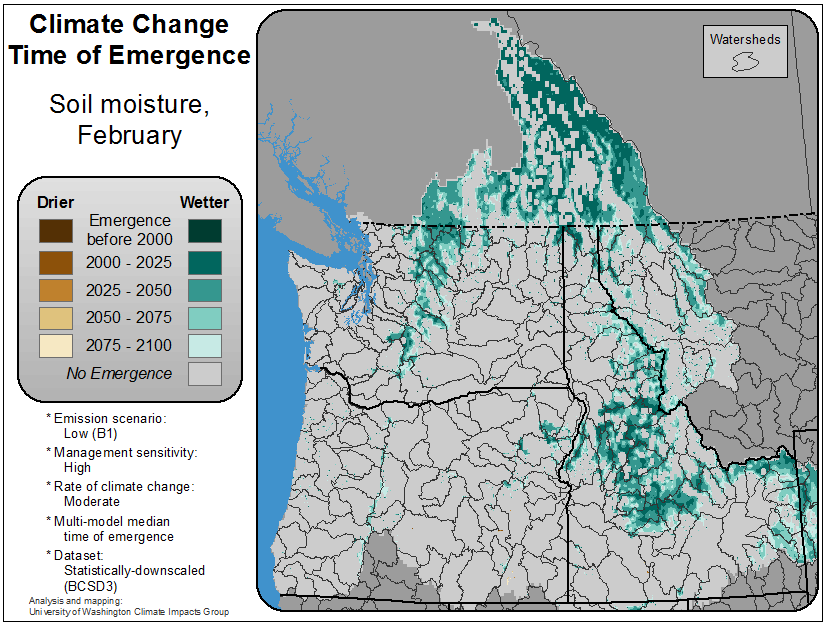 Climate Change
Time of Emergence
Soil moisture,
February
Drier
Wetter
Emergence
before 2000
2000 - 2025
2025 - 2050
2050 - 2075
2075 - 2100
No Emergence
* Emission scenario:
Low (B1)
* Management sensitivity:
High
* Rate of climate change:
Moderate
* Multi-model median
time of emergence
* Dataset:
Statistically-downscaled
(BCSD3)
Analysis and mapping:
University of Washington Climate Impacts Group
Watersheds